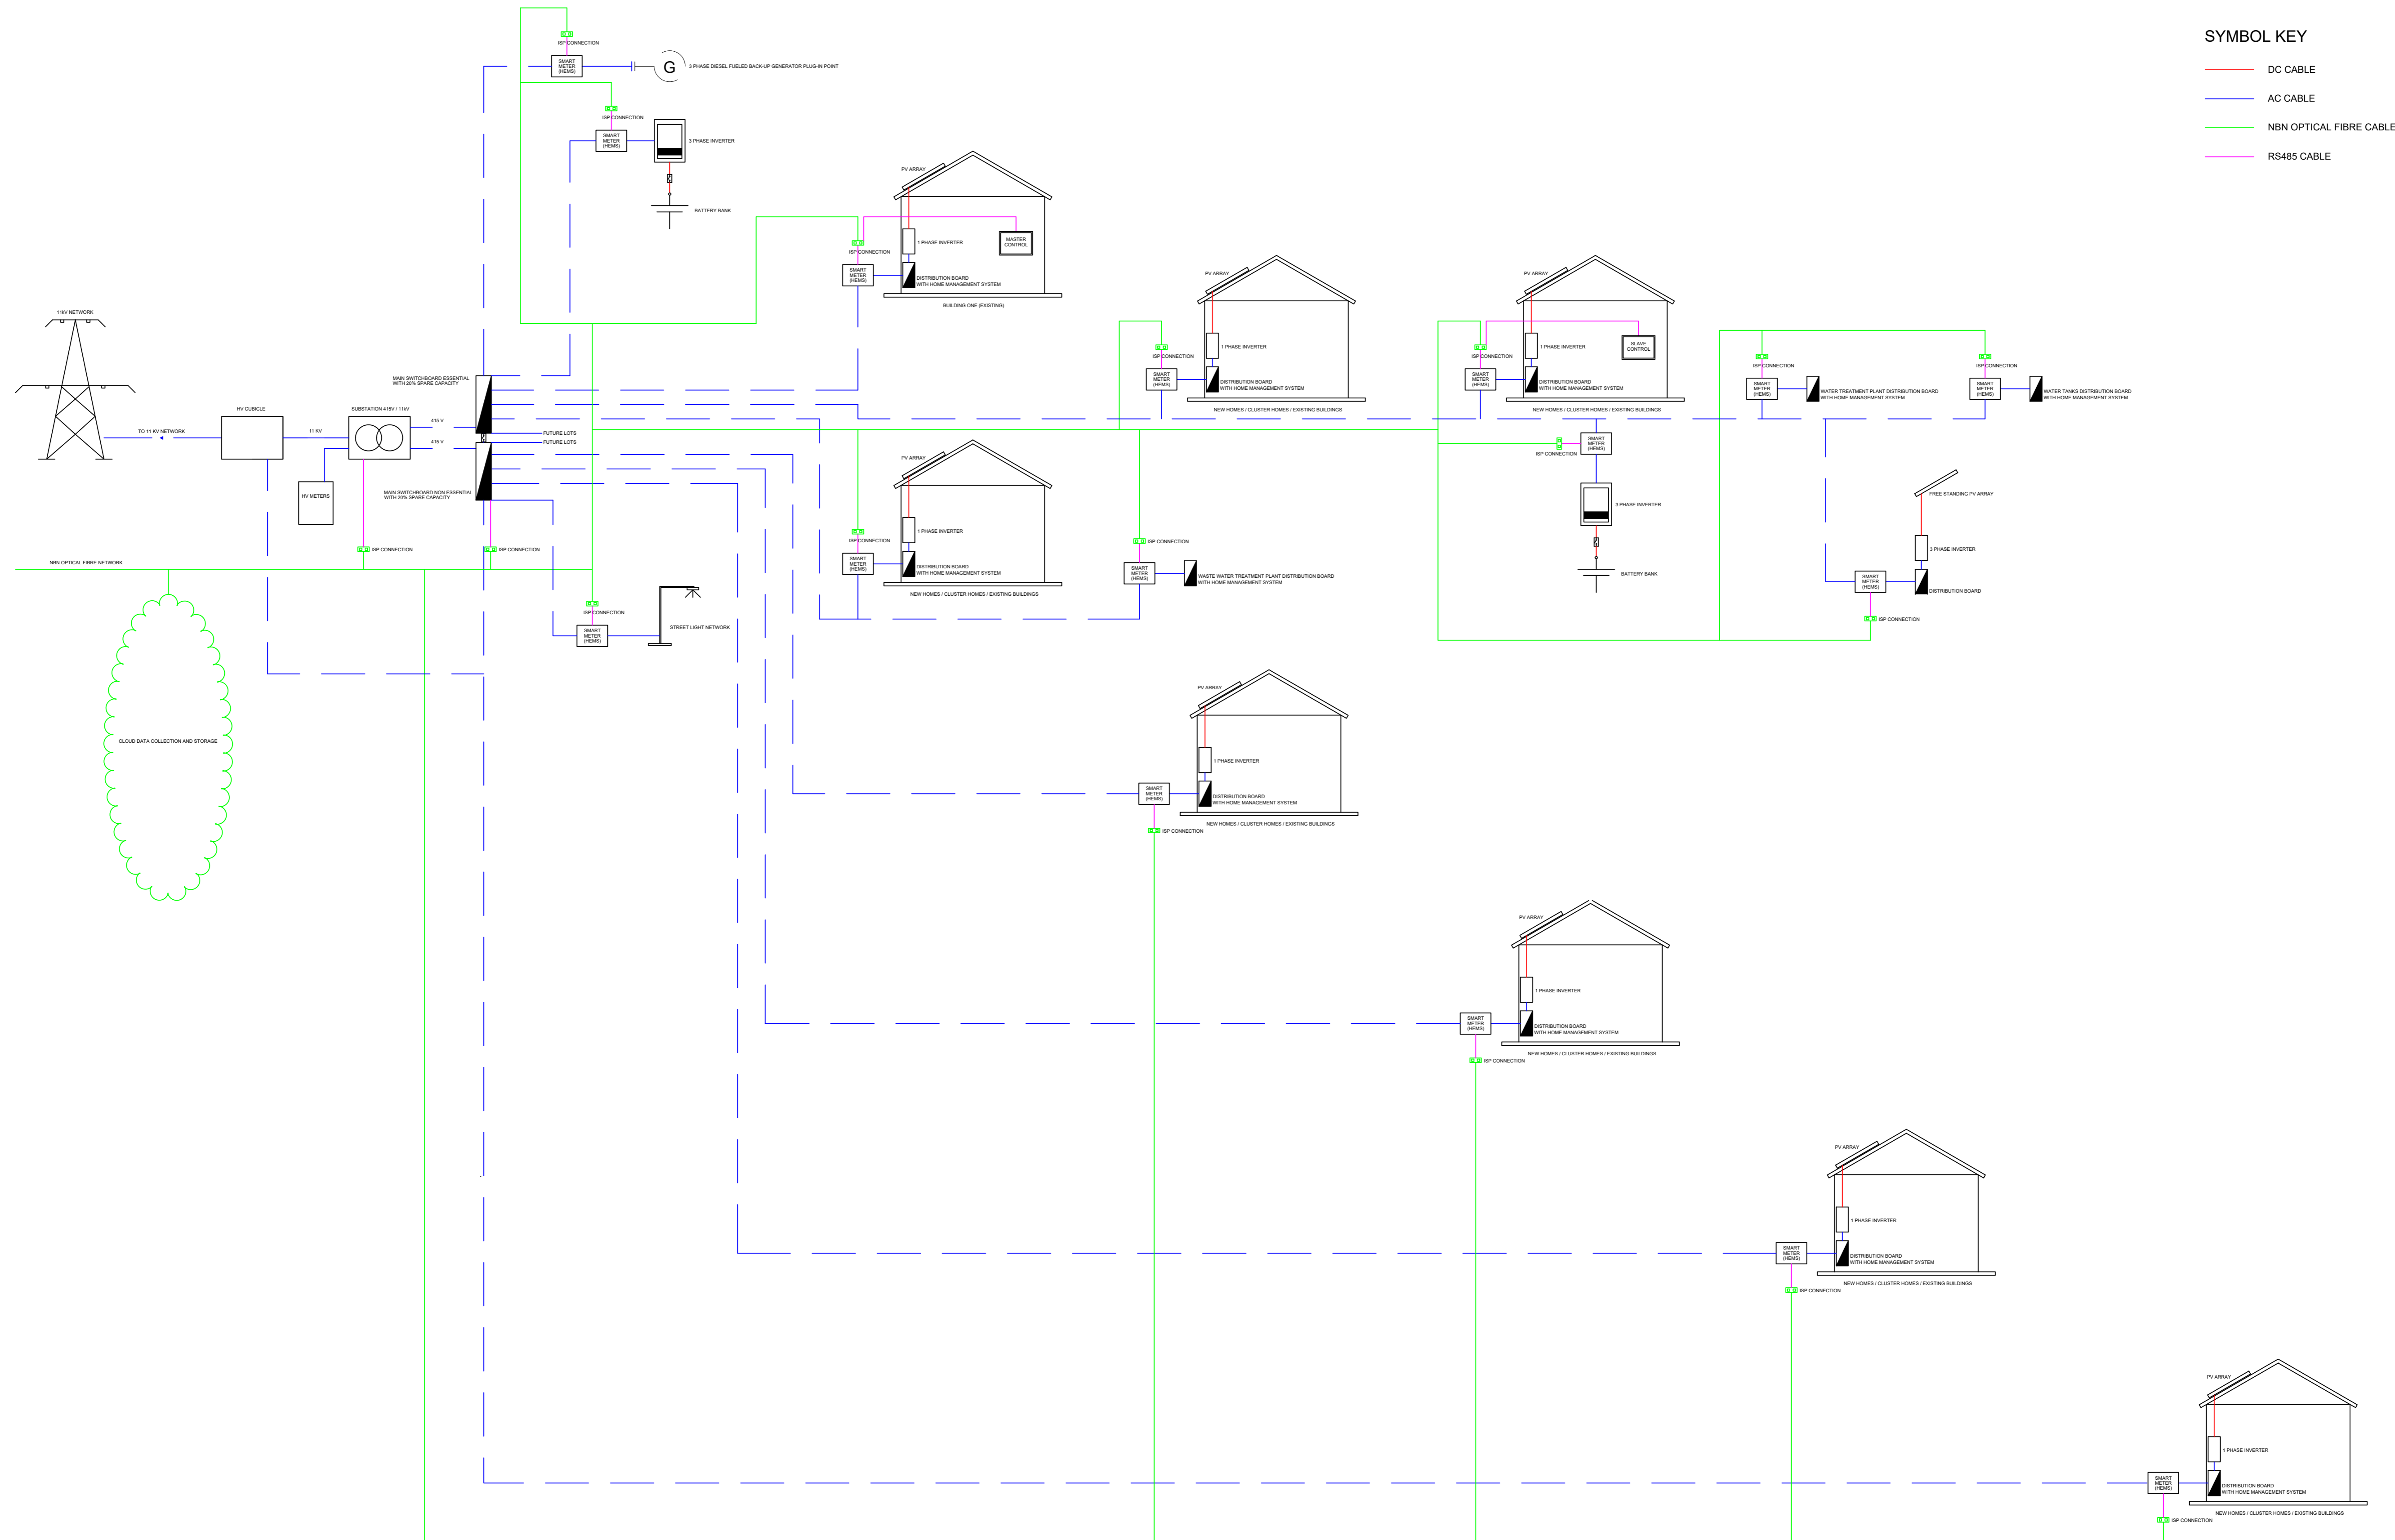 SYMBOL KEY
DC CABLE
AC CABLE
NBN OPTICAL FIBRE CABLE
RS485 CABLE
ISP CONNECTION
SMART
METER
(HEMS)
G
3 PHASE DIESEL FUELED BACK-UP GENERATOR PLUG-IN POINT
ISP CONNECTION
SMART
METER
(HEMS)
3 PHASE INVERTER
BATTERY BANK
PV ARRAY
1 PHASE INVERTER
MASTER
CONTROL
ISP CONNECTION
SMART
METER
(HEMS)
DISTRIBUTION BOARD
WITH HOME MANAGEMENT SYSTEM
BUILDING ONE (EXISTING)
PV ARRAY
1 PHASE INVERTER
ISP CONNECTION
SMART
METER
(HEMS)
DISTRIBUTION BOARD
WITH HOME MANAGEMENT SYSTEM
NEW HOMES / CLUSTER HOMES / EXISTING BUILDINGS
PV ARRAY
1 PHASE INVERTER
SLAVE
CONTROL
ISP CONNECTION
SMART
METER
(HEMS)
DISTRIBUTION BOARD
WITH HOME MANAGEMENT SYSTEM
NEW HOMES / CLUSTER HOMES / EXISTING BUILDINGS
ISP CONNECTION
SMART
METER
(HEMS)
WATER TREATMENT PLANT DISTRIBUTION BOARD
WITH HOME MANAGEMENT SYSTEM
ISP CONNECTION
SMART
METER
(HEMS)
WATER TANKS DISTRIBUTION BOARD
WITH HOME MANAGEMENT SYSTEM
11kV NETWORK
TO 11 KV NETWORK
HV CUBICLE
11 KV
SUBSTATION 415V / 11kV
415 V
415 V
HV METERS
MAIN SWITCHBOARD ESSENTIAL
WITH 20% SPARE CAPACITY
FUTURE LOTS
FUTURE LOTS
MAIN SWITCHBOARD NON ESSENTIAL
WITH 20% SPARE CAPACITY
ISP CONNECTION
ISP CONNECTION
NBN OPTICAL FIBRE NETWORK
CLOUD DATA COLLECTION AND STORAGE
ISP CONNECTION
SMART
METER
(HEMS)
STREET LIGHT NETWORK
PV ARRAY
1 PHASE INVERTER
ISP CONNECTION
SMART
METER
(HEMS)
DISTRIBUTION BOARD
WITH HOME MANAGEMENT SYSTEM
NEW HOMES / CLUSTER HOMES / EXISTING BUILDINGS
ISP CONNECTION
SMART
METER
(HEMS)
WASTE WATER TREATMENT PLANT DISTRIBUTION BOARD
WITH HOME MANAGEMENT SYSTEM
SMART
METER
(HEMS)
ISP CONNECTION
3 PHASE INVERTER
BATTERY BANK
FREE STANDING PV ARRAY
3 PHASE INVERTER
SMART
METER
(HEMS)
DISTRIBUTION BOARD
ISP CONNECTION
PV ARRAY
1 PHASE INVERTER
SMART
METER
(HEMS)
DISTRIBUTION BOARD
WITH HOME MANAGEMENT SYSTEM
NEW HOMES / CLUSTER HOMES / EXISTING BUILDINGS
ISP CONNECTION
PV ARRAY
1 PHASE INVERTER
SMART
METER
(HEMS)
DISTRIBUTION BOARD
WITH HOME MANAGEMENT SYSTEM
NEW HOMES / CLUSTER HOMES / EXISTING BUILDINGS
ISP CONNECTION
PV ARRAY
1 PHASE INVERTER
SMART
METER
(HEMS)
DISTRIBUTION BOARD
WITH HOME MANAGEMENT SYSTEM
NEW HOMES / CLUSTER HOMES / EXISTING BUILDINGS
ISP CONNECTION
PV ARRAY
1 PHASE INVERTER
SMART
METER
(HEMS)
DISTRIBUTION BOARD
WITH HOME MANAGEMENT SYSTEM
NEW HOMES / CLUSTER HOMES / EXISTING BUILDINGS
ISP CONNECTION